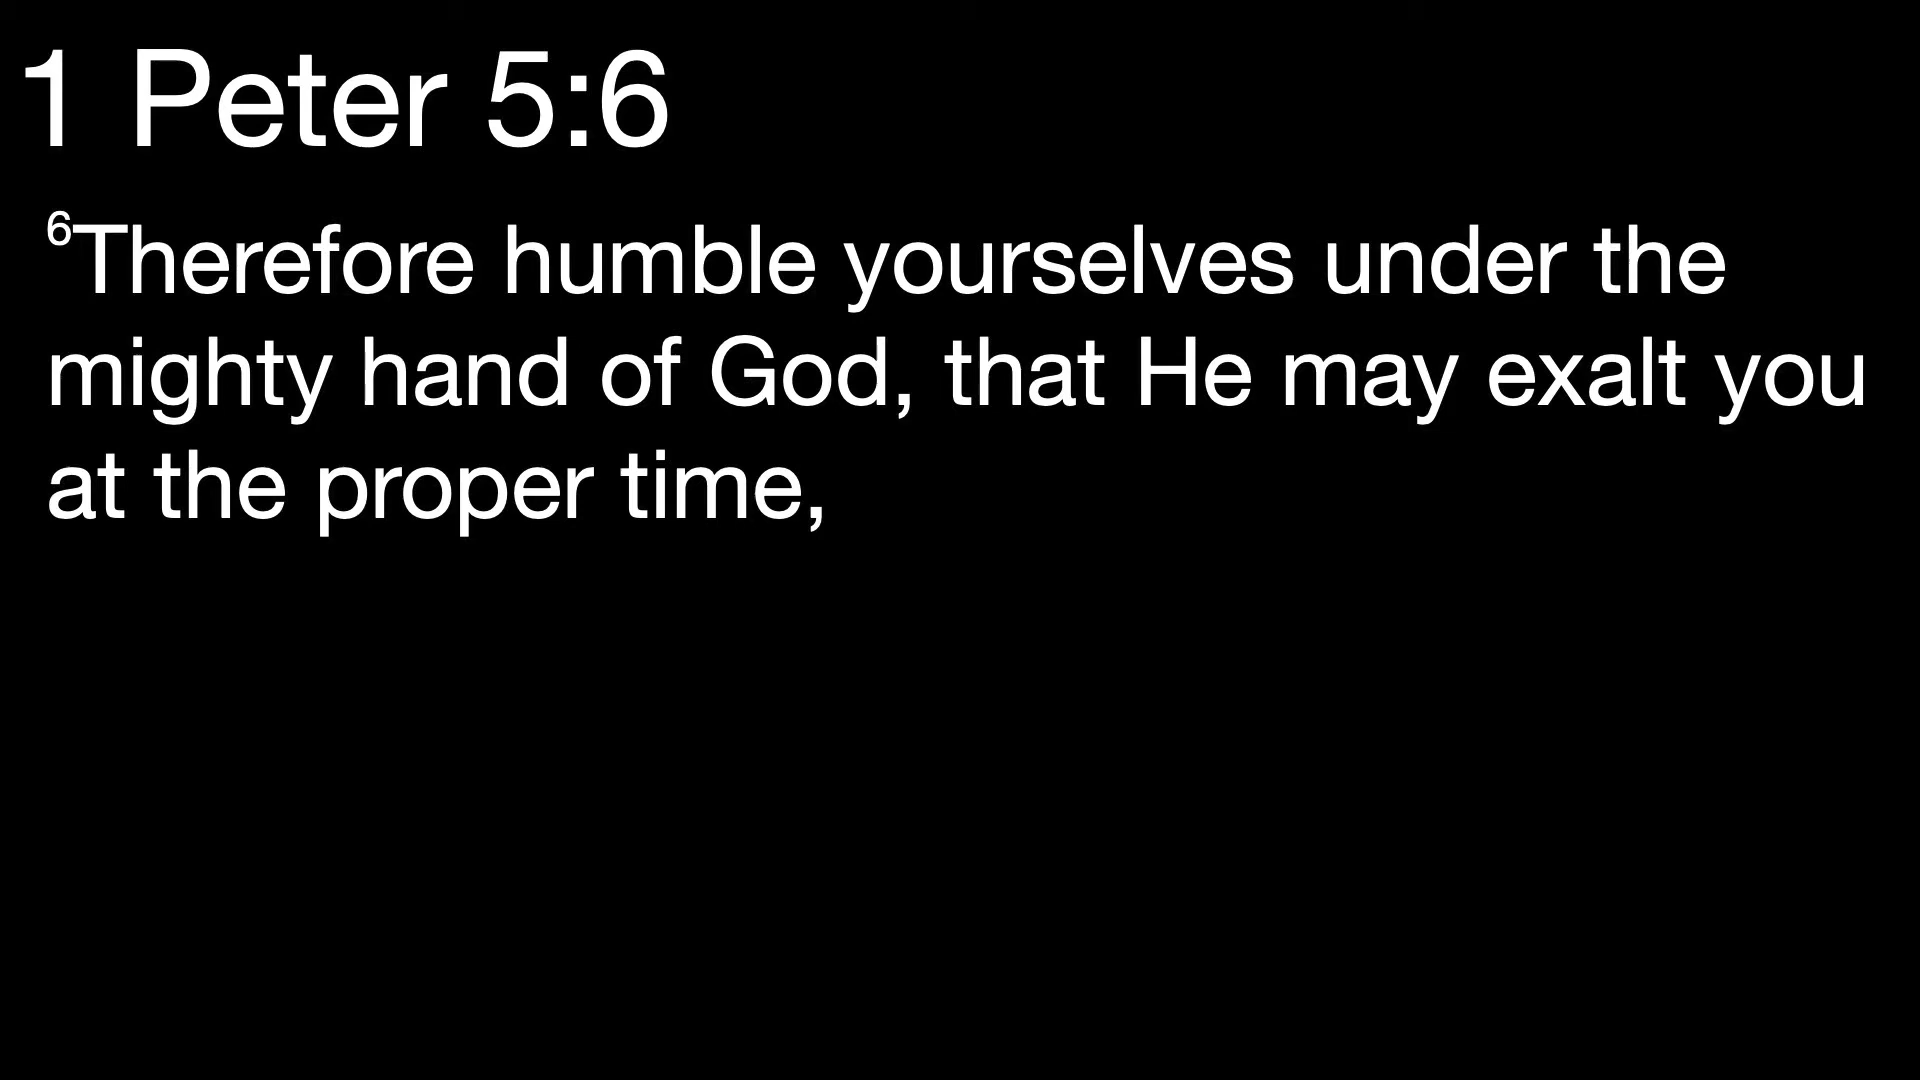 1 Peter 5:6
⁶Therefore humble yourselves under the
mighty hand of God, that He may exalt you
at the proper time,